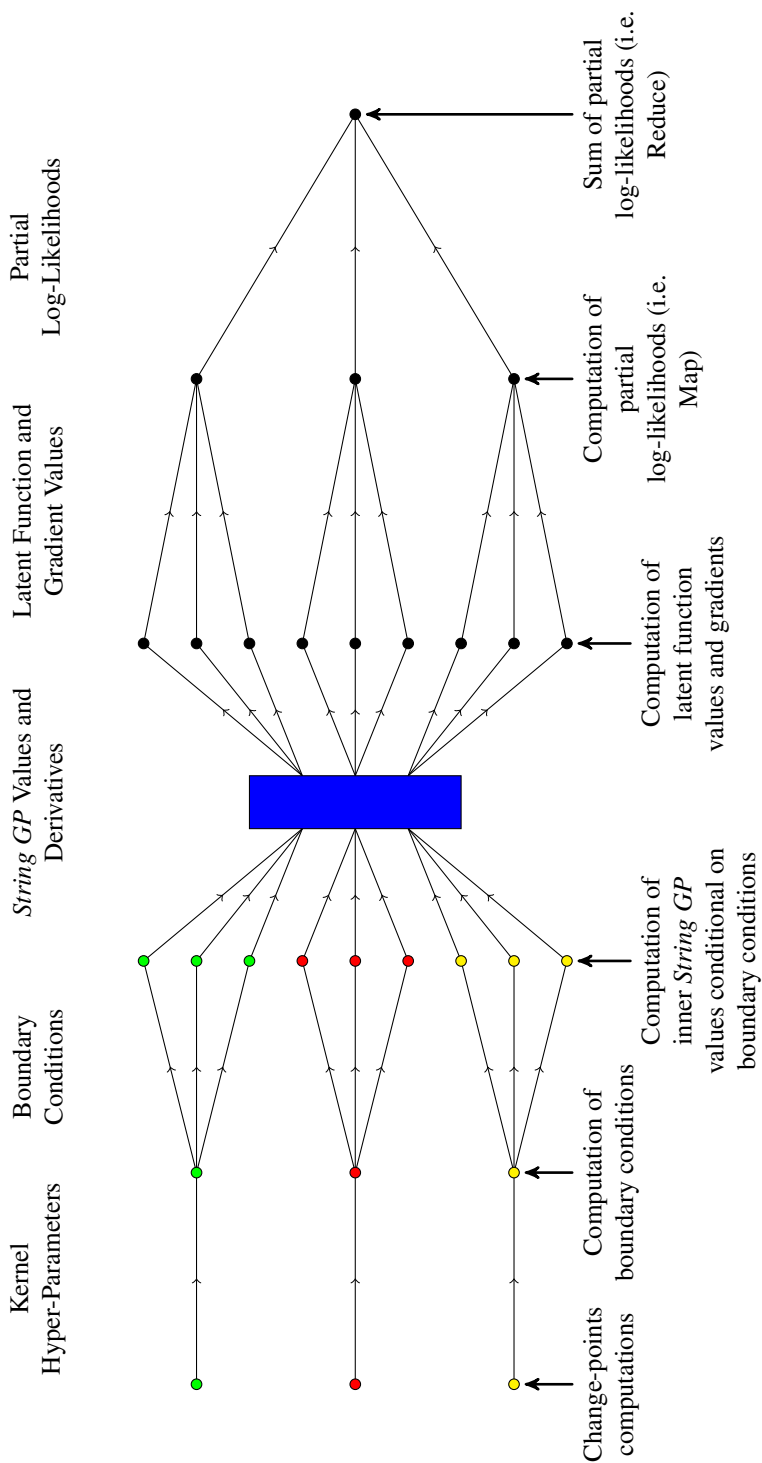 Kernel
Hyper-Parameters
Boundary
Conditions
String GP Values and
Derivatives
Latent Function and
Gradient Values
Partial
Log-Likelihoods
Change-points
computations
Computation of
boundary conditions
Computation of
inner String GP
values conditional on
boundary conditions
Computation of
latent function
values and gradients
Computation of
partial
log-likelihoods (i.e.
Map)
Sum of partial
log-likelihoods (i.e.
Reduce)